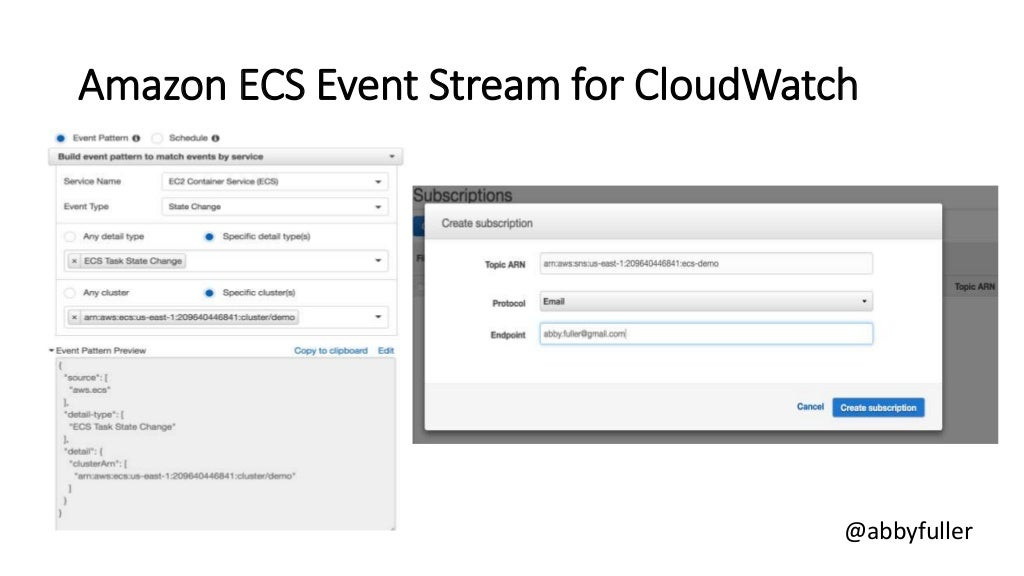 Amazon ECS Event Stream for CloudWatch
Event Pattern
Schedule
Build event pattern to match events by service
Service Name
EC2 Container Service (ECS)
Event Type
State Change
Any detail type
Specific detail type(s)
× ECS Task State Change
Any cluster
Specific cluster(s)
× arn:aws:ecs:us-east-1:209640446841:cluster/demo
Event Pattern Preview
Copy to clipboard
Edit
{
"source": [
"aws.ecs"
],
"detail-type": [
"ECS Task State Change"
],
"detail": {
"clusterArn": [
"arn:aws:ecs:us-east-1:209640446841:cluster/demo"
]
}
}
Subscriptions
Create subscription
Topic ARN
arn:aws:sns:us-east-1:209640446841:ecs-demo
Protocol
Email
Endpoint
abby.fuller@gmail.com
Cancel
Create subscription
Topic ARN
@abbyfuller